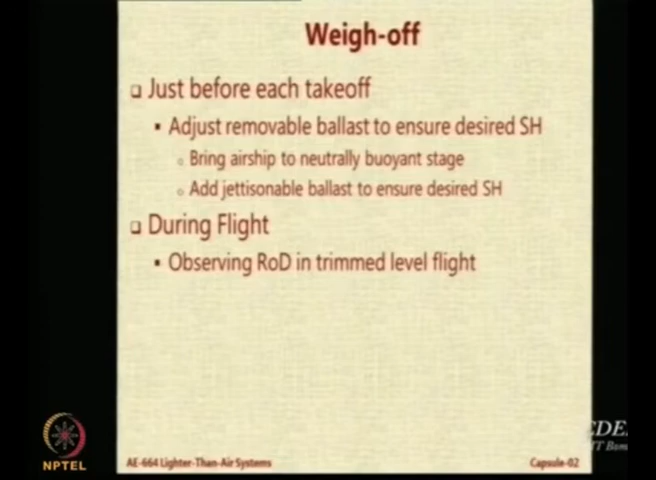 Weigh-off
Just before each takeoff
Adjust removable ballast to ensure desired SH
Bring airship to neutrally buoyant stage
Add jettisonable ballast to ensure desired SH
During Flight
Observing RoD in trimmed level flight
NPTEL
AE-664 Lighter-Than-Air Systems
Capsule-02